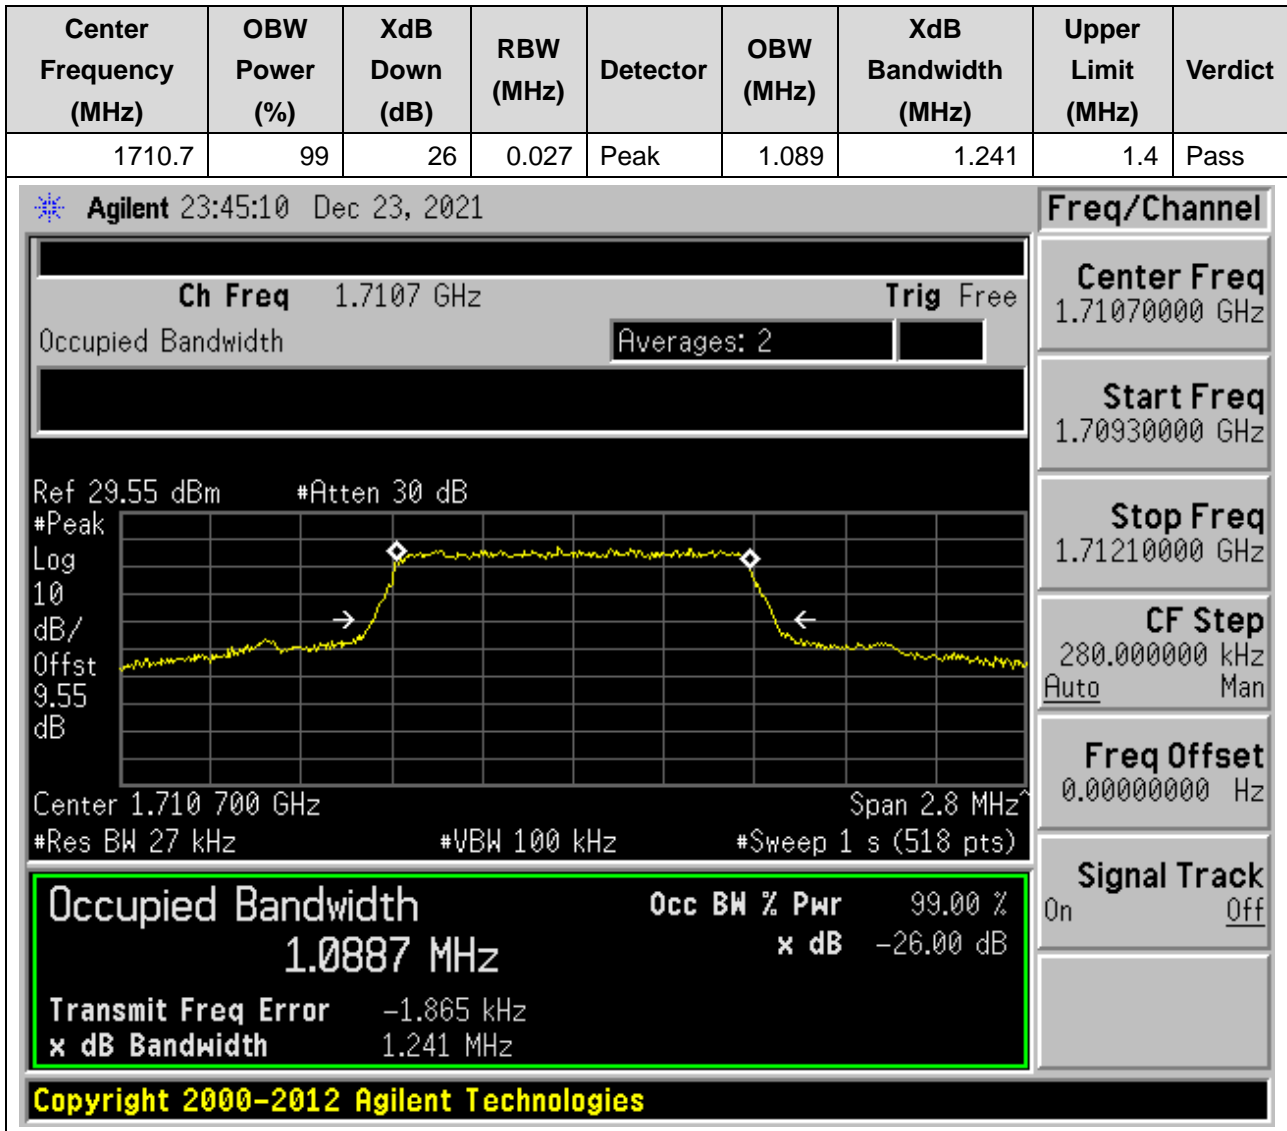 Center Frequency (MHz) OBW Power (%) XdB Down (dB) RBW (MHz) Detector OBW (MHz) XdB Bandwidth (MHz) Upper Limit (MHz) Verdict
1710.7 99 26 0.027 Peak 1.089 1.241 1.4 Pass
Agilent 23:45:10 Dec 23, 2021
Freq/Channel
Ch Freq 1.7107 GHz Trig Free
Occupied Bandwidth Averages: 2
Center Freq
1.71070000 GHz
Start Freq
1.70930000 GHz
Stop Freq
1.71210000 GHz
CF Step
280.000000 kHz
Auto Man
Freq Offset
0.00000000 Hz
Signal Track
On Off
Ref 29.55 dBm #Atten 30 dB
#Peak
Log
10
dB/
Offst
9.55
dB
Center 1.710 700 GHz Span 2.8 MHz^
#Res BW 27 kHz #VBW 100 kHz #Sweep 1 s (518 pts)
Occupied Bandwidth Occ BW % Pwr 99.00 %
1.0887 MHz x dB -26.00 dB
Transmit Freq Error -1.865 kHz
x dB Bandwidth 1.241 MHz
Copyright 2000-2012 Agilent Technologies